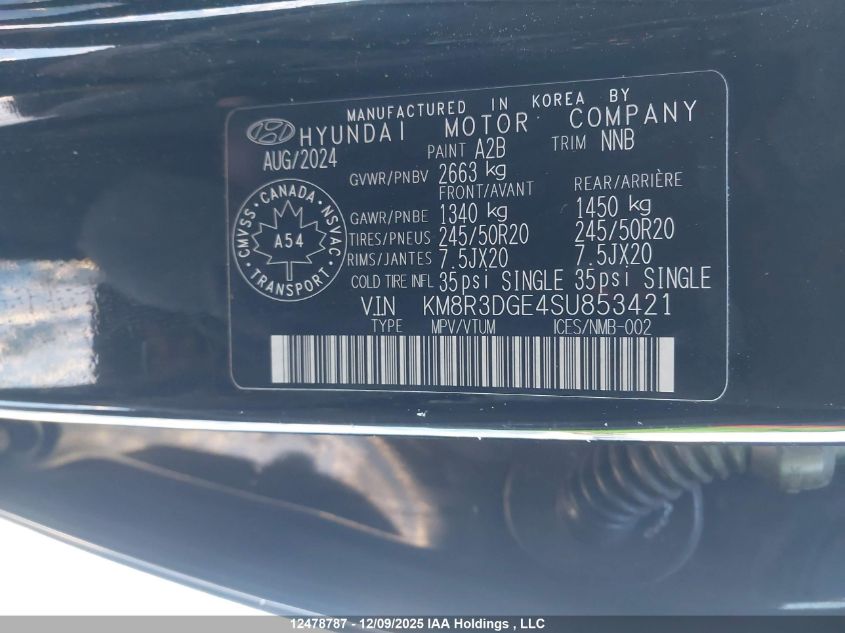 MANUFACTURED IN KOREA BY
HYUNDAI MOTOR COMPANY
AUG/2024 PAINT A2B TRIM NNB
GVWR/PNBV 2663 kg
FRONT/AVANT REAR/ARRIÈRE
GAWR/PNBE 1340 kg 1450 kg
TIRES/PNEUS 245/50R20 245/50R20
RIMS/JANTES 7.5JX20 7.5JX20
COLD TIRE INFL 35psi SINGLE 35psi SINGLE
VIN KM8R3DGE4SU853421
TYPE MPV/VTUM ICES/NMB-002
CMVSS • CANADA • NSVAC • TRANSPORT •
A54
12478787 - 12/09/2025 IAA Holdings , LLC